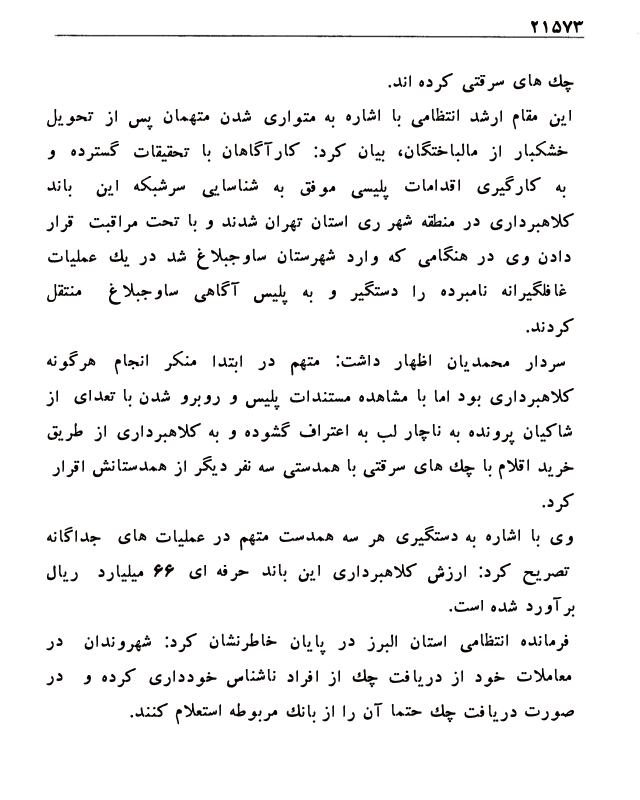 ۲۱۵۷۳
چك های سرقتی کرده اند.
این مقام ارشد انتظامی با اشاره به متواری شدن متهمان پس از تحویل
خشکبار از مالباختگان، بیان کرد: کارآگاهان با تحقیقات گسترده و
به کارگیری اقدامات پلیسی موفق به شناسایی سرشبکه این باند
کلاهبرداری در منطقه شهر ری استان تهران شدند و با تحت مراقبت قرار
دادن وی در هنگامی که وارد شهرستان ساوجبلاغ شد در یك عملیات
غافلگیرانه نامبرده را دستگیر و به پلیس آگاهی ساوجبلاغ منتقل
کردند.
سردار محمدیان اظهار داشت: متهم در ابتدا منکر انجام هرگونه
کلاهبرداری بود اما با مشاهده مستندات پلیس و روبرو شدن با تعدای از
شاکیان پرونده به ناچار لب به اعتراف گشوده و به کلاهبرداری از طریق
خرید اقلام با چك های سرقتی با همدستی سه نفر دیگر از همدستانش اقرار
کرد.
وی با اشاره به دستگیری هر سه همدست متهم در عملیات های جداگانه
تصریح کرد: ارزش کلاهبرداری این باند حرفه ای ۶۶ میلیارد ریال
برآورد شده است.
فرمانده انتظامی استان البرز در پایان خاطرنشان کرد: شهروندان در
معاملات خود از دریافت چك از افراد ناشناس خودداری کرده و در
صورت دریافت چك حتما آن را از بانك مربوطه استعلام کنند.